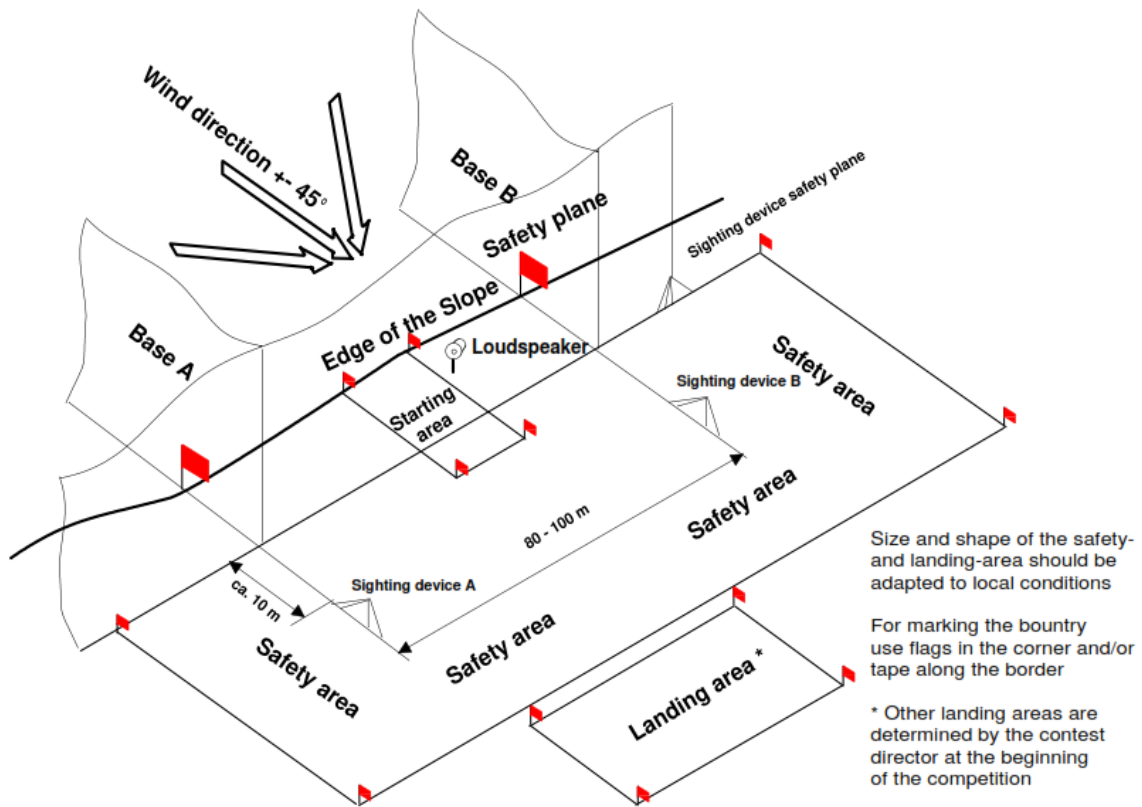 Wind direction +- 45°
Base A
Base B
Safety plane
Edge of the Slope
Loudspeaker
Sighting device safety plane
Starting
area
Sighting device B
Safety area
80 - 100 m
Safety area
Sighting device A
ca. 10 m
Safety area
Safety area
Landing area *
Size and shape of the safety-
and landing-area should be
adapted to local conditions
For marking the bountry
use flags in the corner and/or
tape along the border
* Other landing areas are
determined by the contest
director at the beginning
of the competition